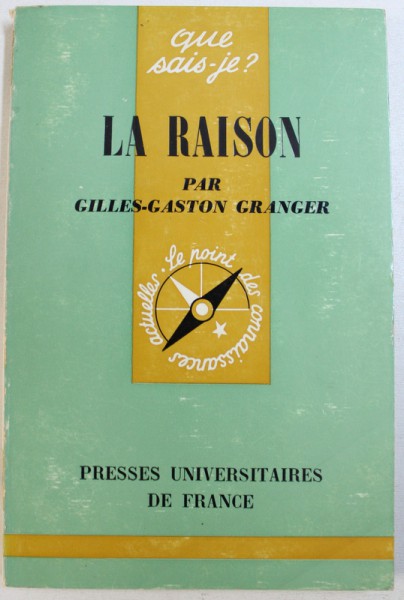 que
sais-je?
LA RAISON
PAR
GILLES-GASTON GRANGER
Le point des connaissances actuelles.
PRESSES UNIVERSITAIRES
DE FRANCE